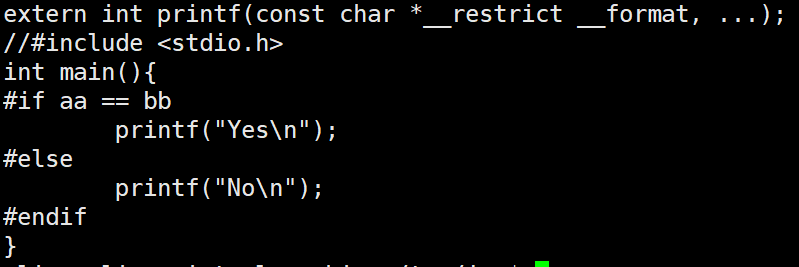 extern int printf(const char *__restrict __format, ...);
//#include <stdio.h>
int main(){
#if aa == bb
        printf("Yes\n");
#else
        printf("No\n");
#endif
}